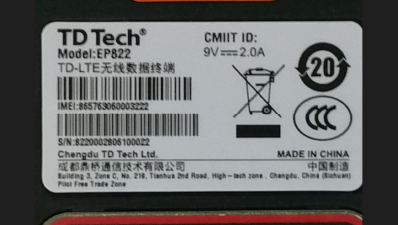 TD Tech®
CMIIT ID:
Model:EP822
9V⎓2.0A
TD-LTE无线数据终端
20
IMEI:865763060003222
S/N:8220002806100022
CCC
Chengdu TD Tech Ltd.
MADE IN CHINA
成都鼎桥通信技术有限公司
中国制造
Building 3, Zone C, No. 219, Tianhua 2nd Road, High-tech zone, Chengdu, China (Sichuan)
Pilot Free Trade Zone